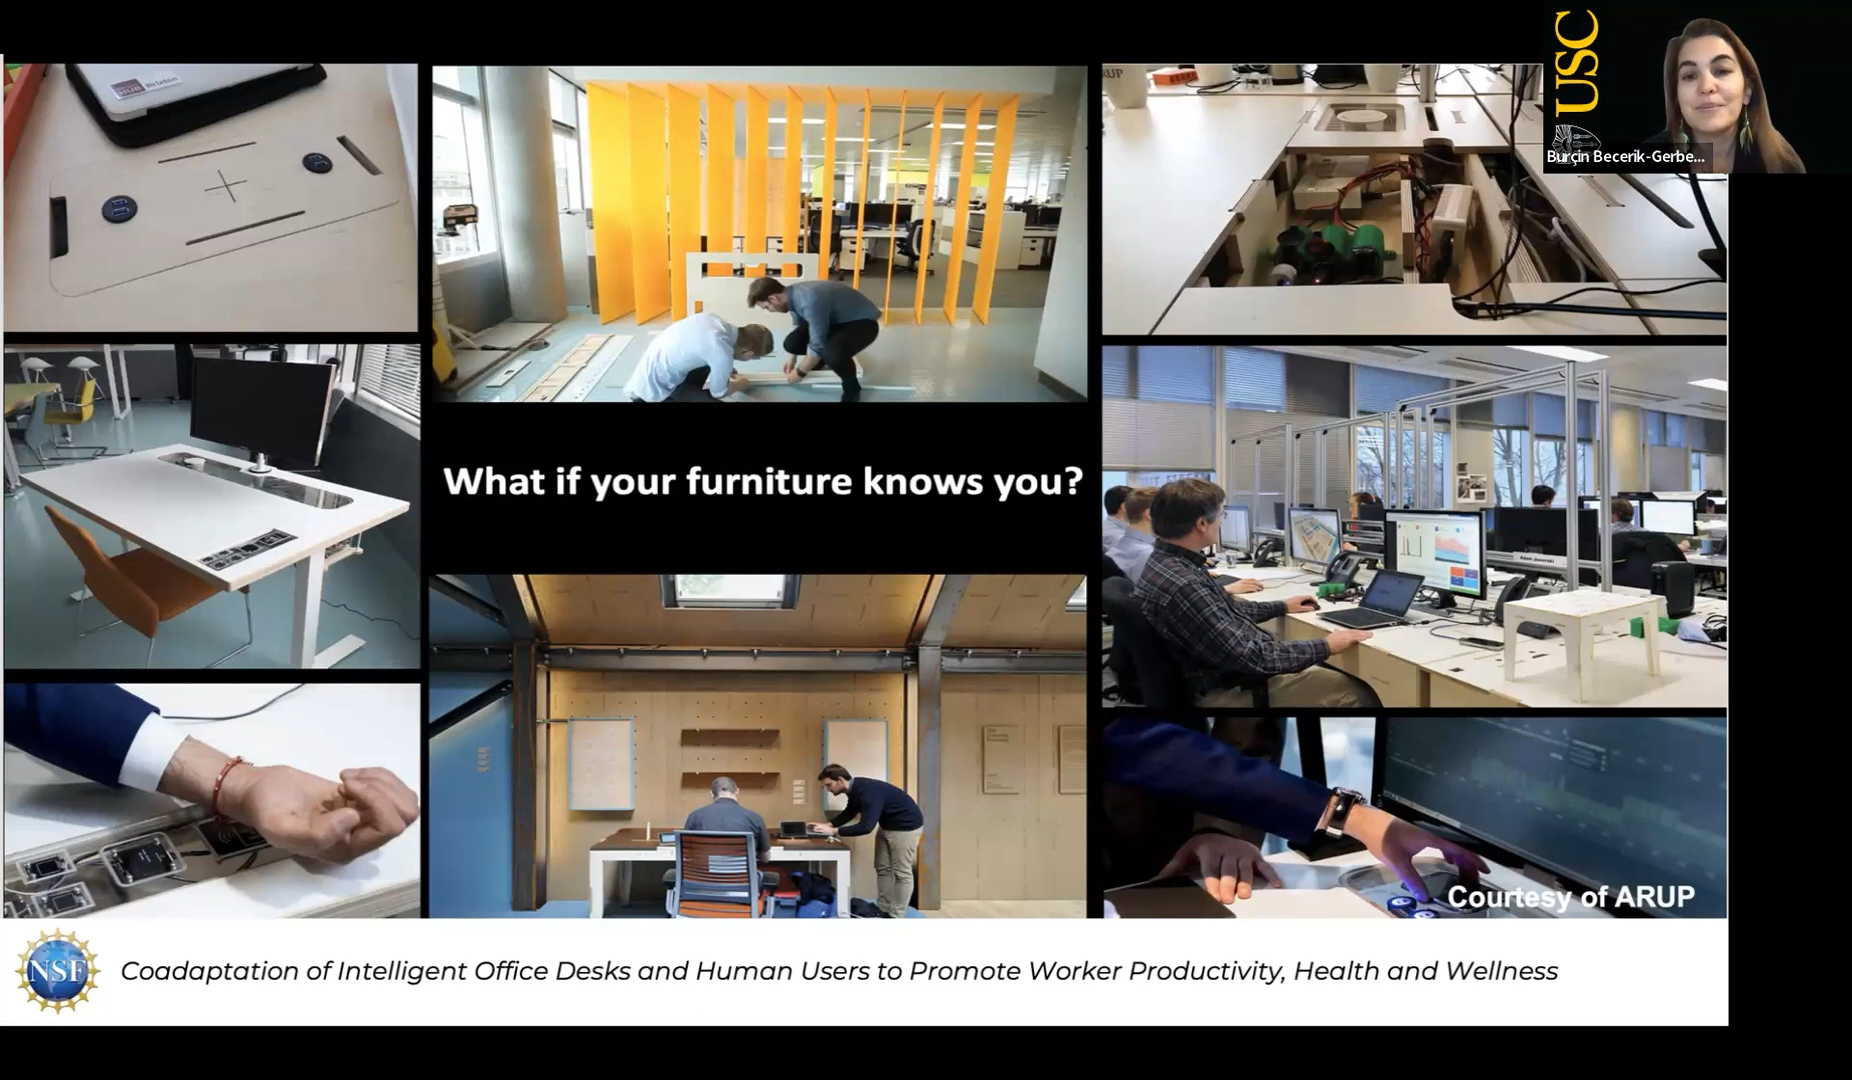 USC
Burçin Becerik-Gerbe...
Brixton
What if your furniture knows you?
Courtesy of ARUP
NSF
Coadaptation of Intelligent Office Desks and Human Users to Promote Worker Productivity, Health and Wellness